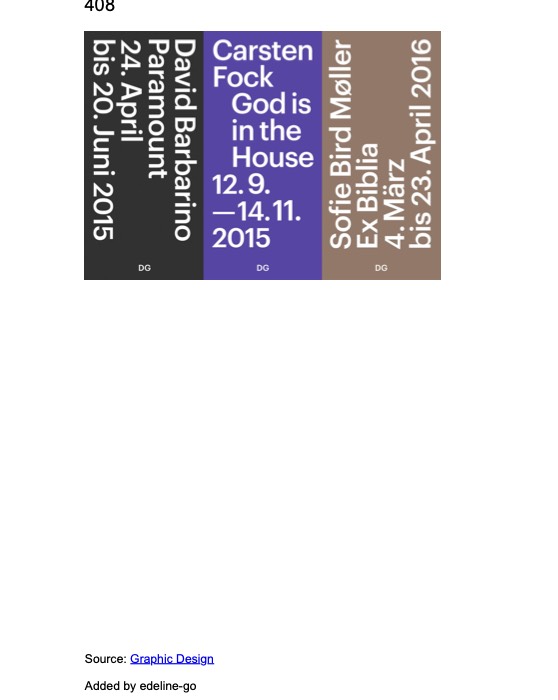 408
David Barbarino
Paramount
24. April
bis 20. Juni 2015
DG
Carsten
Fock
God is
in the
House
12. 9.
—14. 11.
2015
DG
Sofie Bird Møller
Ex Biblia
4. März
bis 23. April 2016
DG
Source: Graphic Design
Added by edeline-go